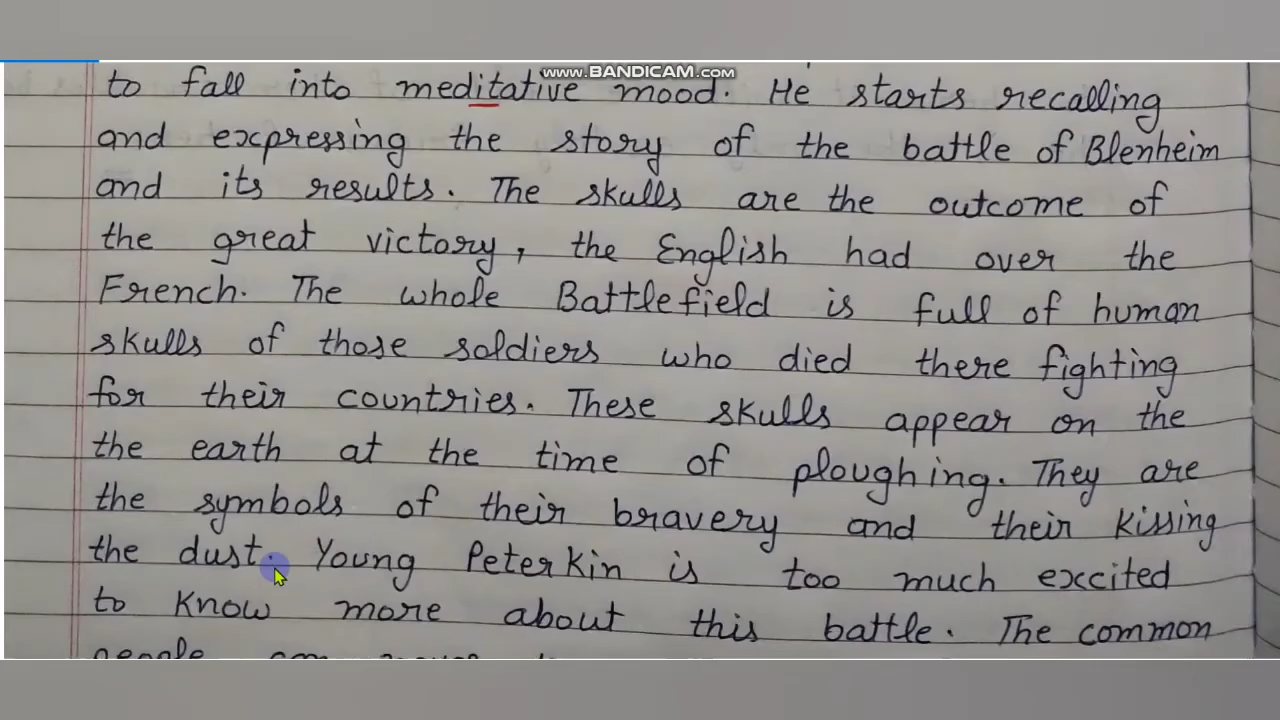 www.BANDICAM.com
to fall into meditative mood. He starts recalling
and expressing the story of the battle of Blenheim
and its results. The skulls are the outcome of
the great victory, the English had over the
French. The whole Battlefield is full of human
skulls of those soldiers who died there fighting
for their countries. These skulls appear on the
the earth at the time of ploughing. They are
the symbols of their bravery and their kissing
the dust. Young Peterkin is too much excited
to know more about this battle. The common
people